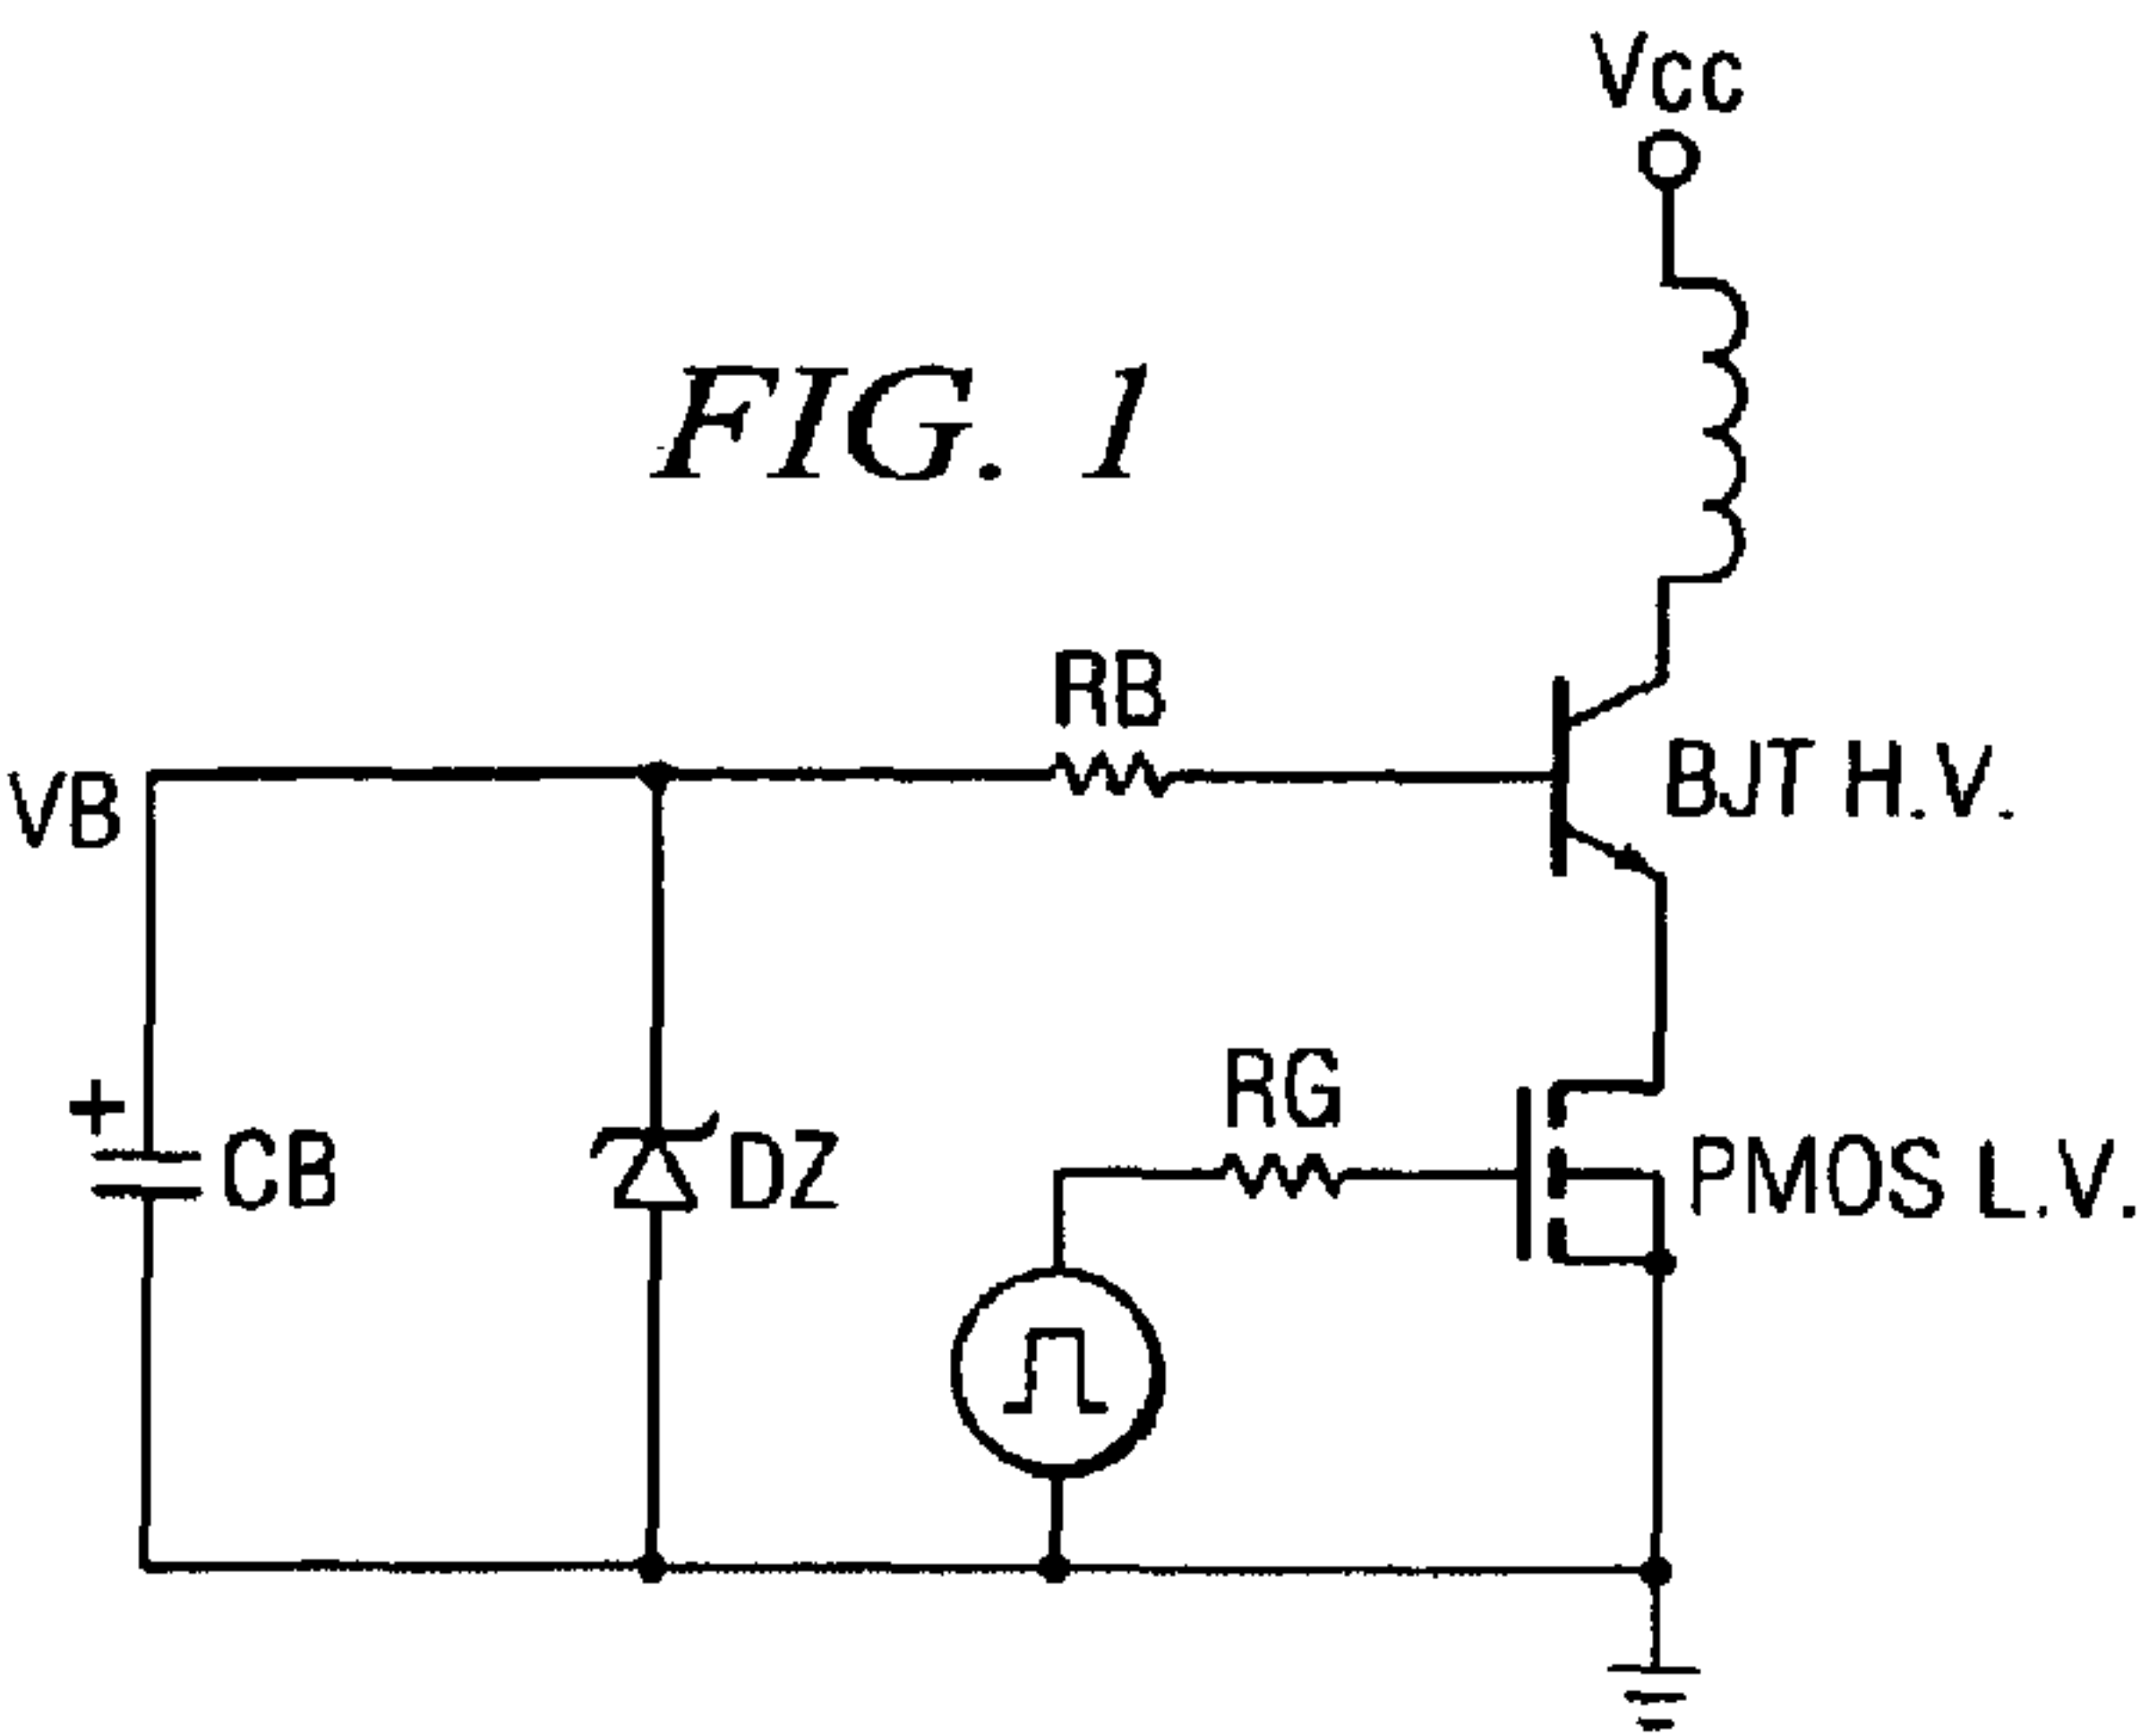 Vcc
FIG. 1
RB
VB
BJT H.V.
RG
+
CB
DZ
PMOS L.V.